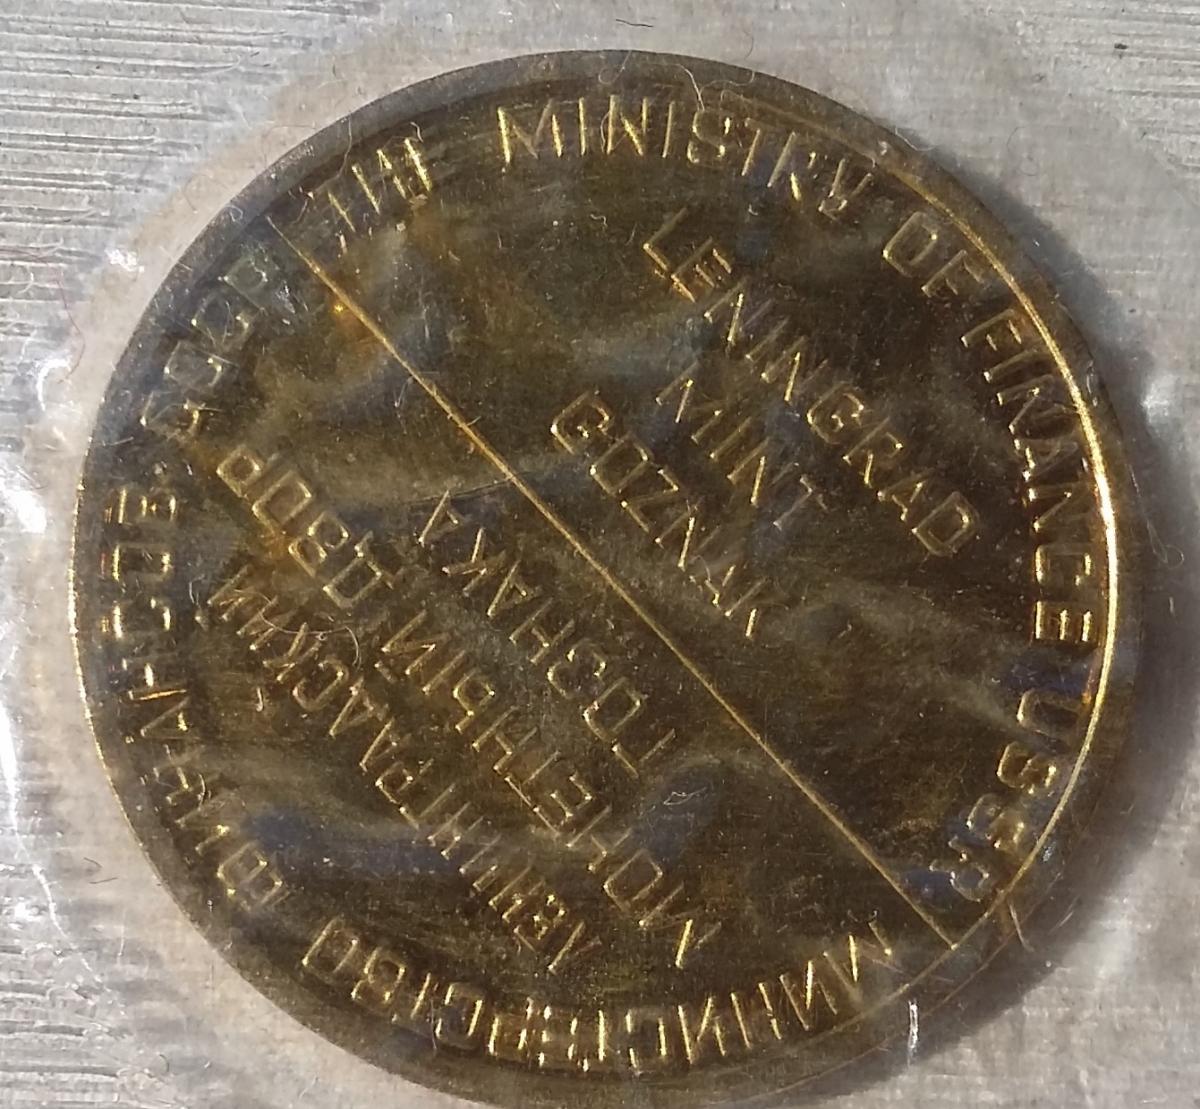 THE MINISTRY OF FINANCE USSR
LENINGRAD
MINT
GOZNAK
МИНИСТЕРСТВО ФИНАНСОВ СССР
ЛЕНИНГРАДСКИЙ
МОНЕТНЫЙ ДВОР
ГОЗНАКА